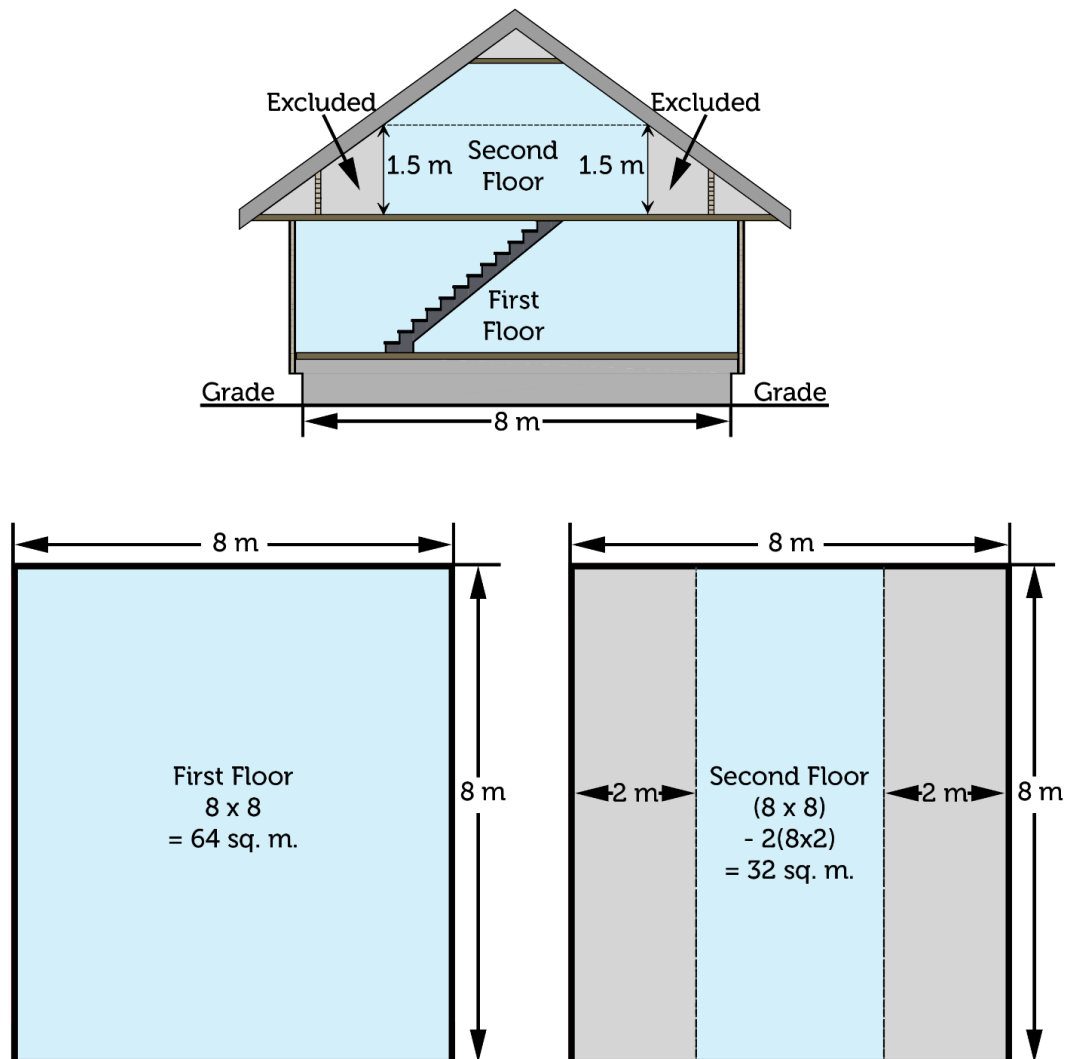 Excluded
Excluded
1.5 m
Second
Floor
1.5 m
First
Floor
Grade
Grade
8 m
8 m
8 m
First Floor
8 x 8
= 64 sq. m.
8 m
2 m
Second Floor
(8 x 8)
- 2(8x2)
= 32 sq. m.
2 m
8 m